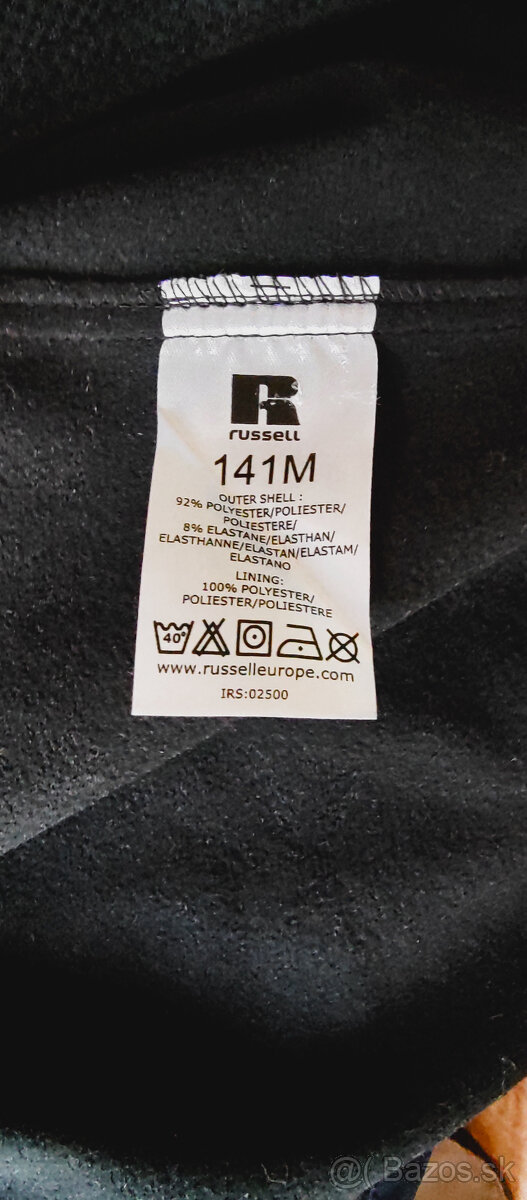 R
russell
141M
OUTER SHELL :
92% POLYESTER/POLIESTER/
POLIESTERE/
8% ELASTANE/ELASTHAN/
ELASTHANNE/ELASTAN/ELASTAM/
ELASTANO
LINING:
100% POLYESTER/
POLIESTER/POLIESTERE
40°
www.russelleurope.com
IRS:02500
Bazos.sk